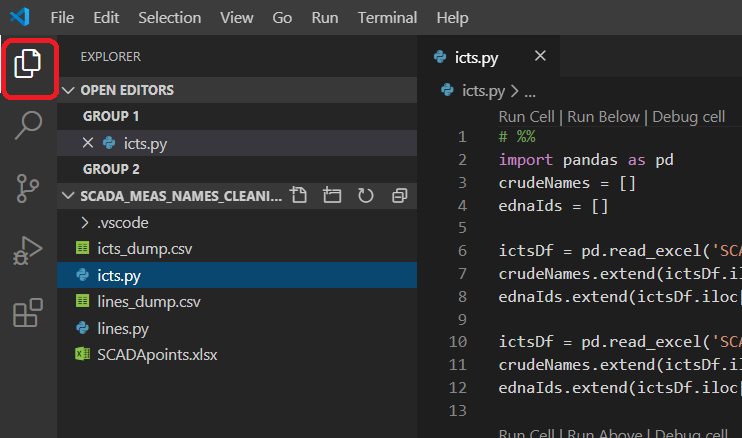 File Edit Selection View Go Run Terminal Help
EXPLORER
OPEN EDITORS
GROUP 1
icts.py
GROUP 2
SCADA_MEAS_NAMES_CLEANI...
.vscode
icts_dump.csv
icts.py
lines_dump.csv
lines.py
SCADApoints.xlsx
icts.py
icts.py > ...
Run Cell | Run Below | Debug cell
1 # %%
2 import pandas as pd
3 crudeNames = []
4 ednaIds = []
5
6 ictsDf = pd.read_excel('SCA
7 crudeNames.extend(ictsDf.il
8 ednaIds.extend(ictsDf.iloc[
9
10 ictsDf = pd.read_excel('SCA
11 crudeNames.extend(ictsDf.il
12 ednaIds.extend(ictsDf.iloc[
13
Run Cell | Run Above | Debug cell